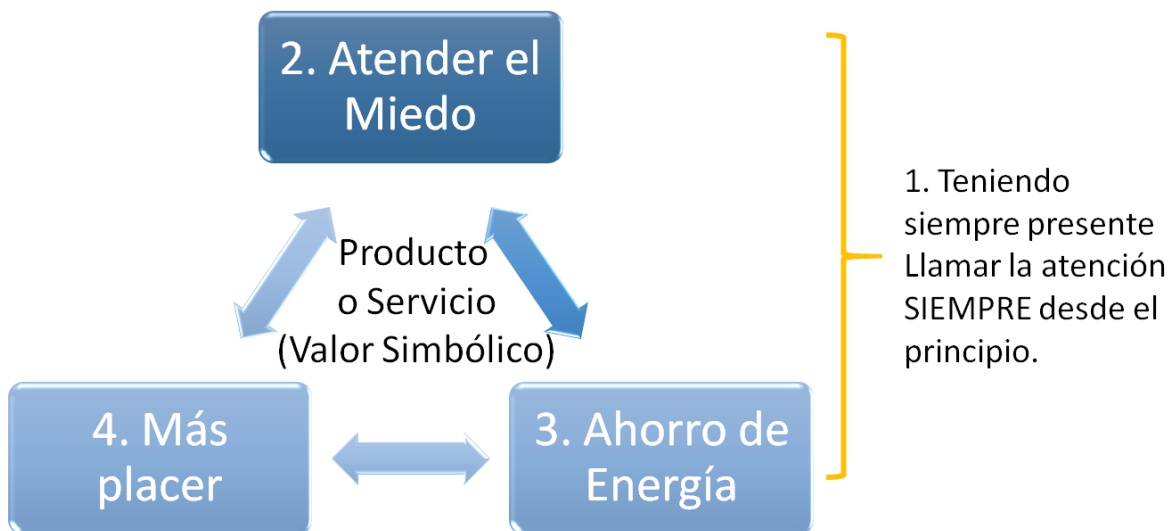 2. Atender el
Miedo
Producto
o Servicio
(Valor Simbólico)
4. Más
placer
3. Ahorro de
Energía
1. Teniendo
siempre presente
Llamar la atención
SIEMPRE desde el
principio.